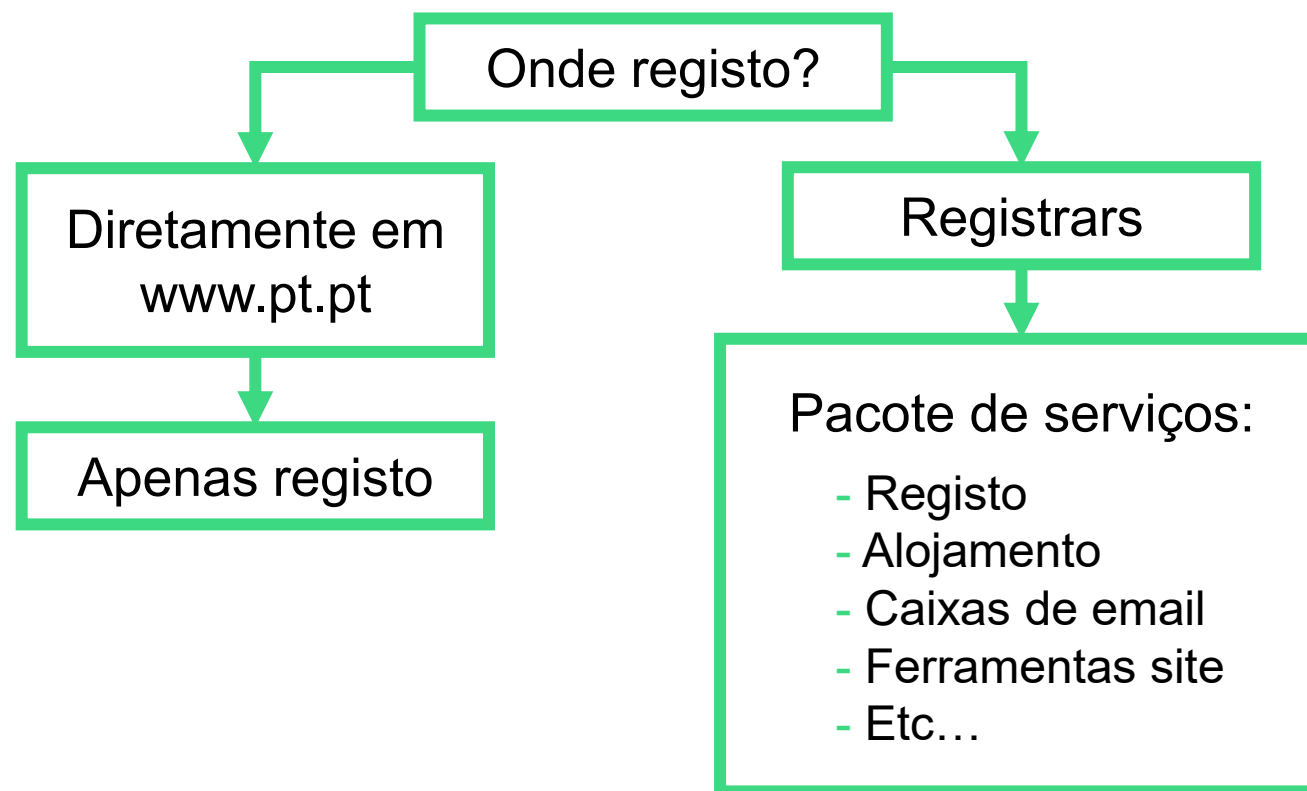 Onde registo?
Diretamente em
www.pt.pt
Apenas registo
Registrars
Pacote de serviços:
- Registo
- Alojamento
- Caixas de email
- Ferramentas site
- Etc…